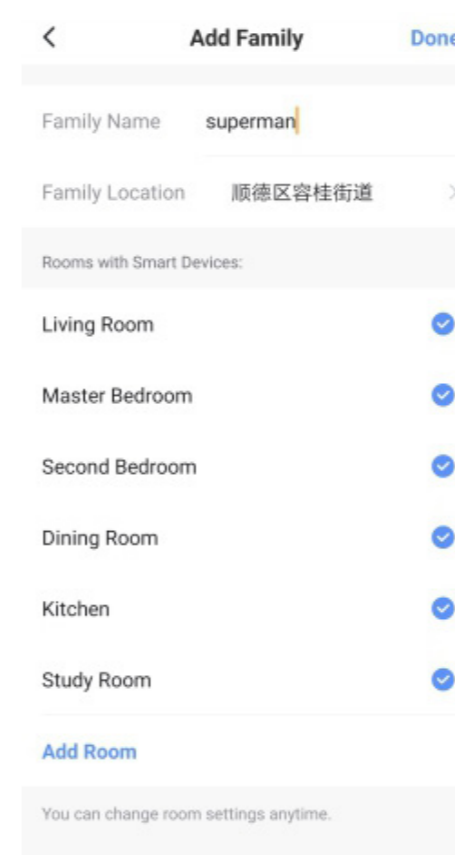 Add Family
Done
Family Name superman
Family Location 顺德区容桂街道
Rooms with Smart Devices:
Living Room
Master Bedroom
Second Bedroom
Dining Room
Kitchen
Study Room
Add Room
You can change room settings anytime.